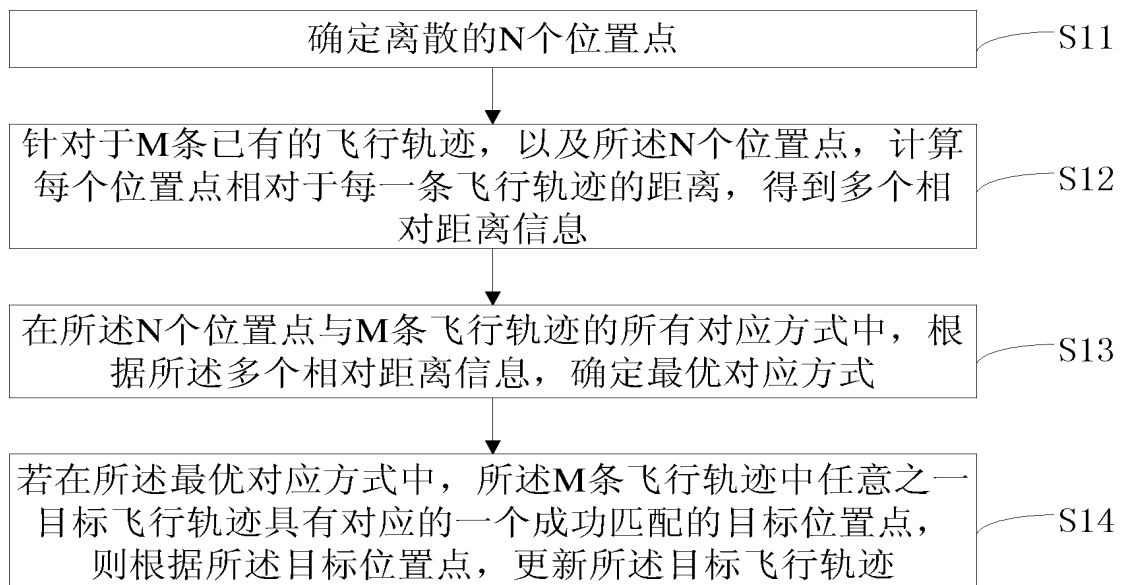 确定离散的N个位置点
S11
针对于M条已有的飞行轨迹，以及所述N个位置点，计算
每个位置点相对于每一条飞行轨迹的距离，得到多个相
对距离信息
S12
在所述N个位置点与M条飞行轨迹的所有对应方式中，根
据所述多个相对距离信息，确定最优对应方式
S13
若在所述最优对应方式中，所述M条飞行轨迹中任意之一
目标飞行轨迹具有对应的一个成功匹配的目标位置点，
则根据所述目标位置点，更新所述目标飞行轨迹
S14